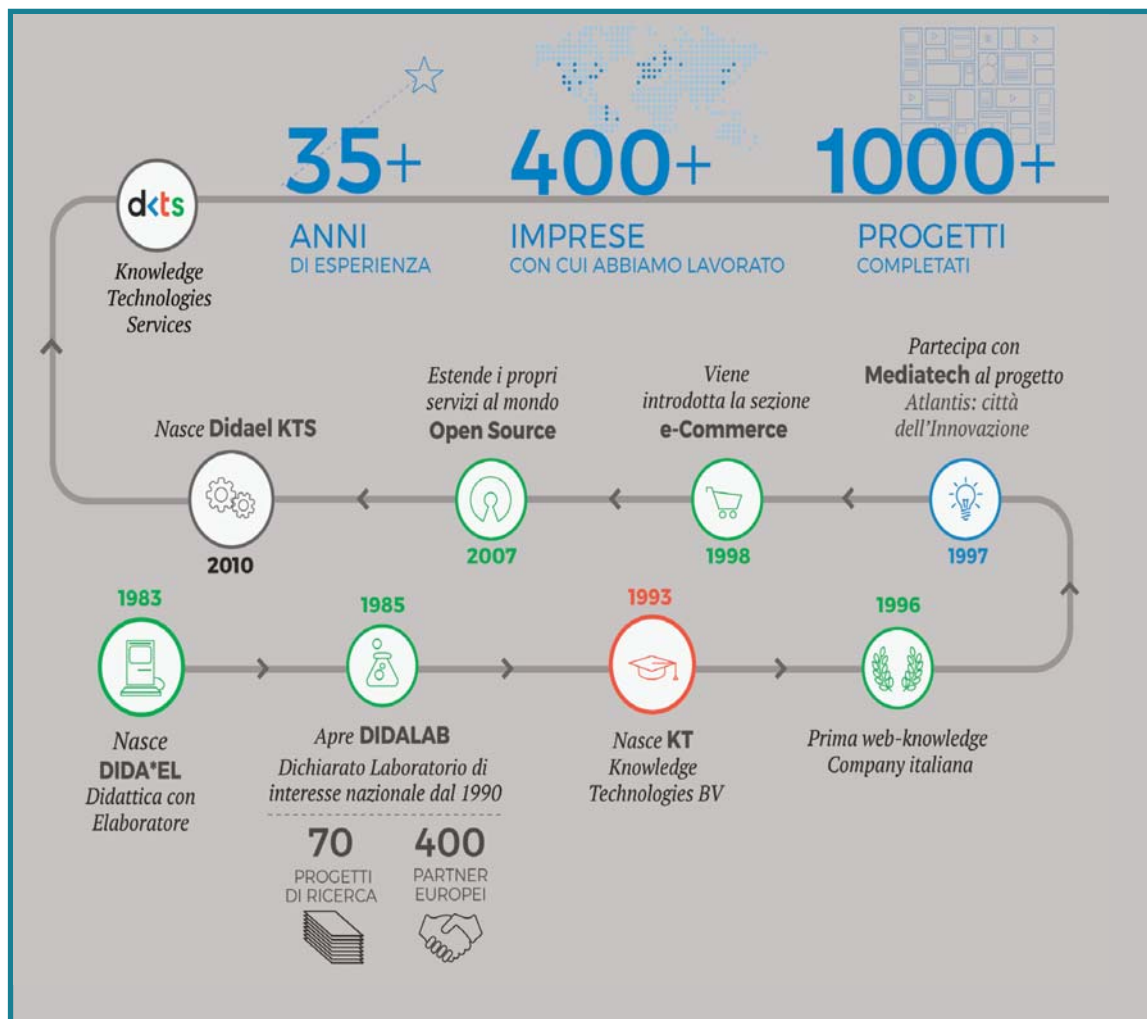 35+
ANNI
DI ESPERIENZA
400+
IMPRESE
CON CUI ABBIAMO LAVORATO
1000+
PROGETTI
COMPLETATI
dkts
Knowledge
Technologies
Services
Nasce Didael KTS
2010
Estende i propri
servizi al mondo
Open Source
2007
Viene
introdotta la sezione
e-Commerce
1998
Partecipa con
Mediatech al progetto
Atlantis: città
dell'Innovazione
1997
1983
Nasce
DIDA*EL
Didattica con
Elaboratore
1985
Apre DIDALAB
Dichiarato Laboratorio di
interesse nazionale dal 1990
70
PROGETTI
DI RICERCA
400
PARTNER
EUROPEI
1993
Nasce KT
Knowledge
Technologies BV
1996
Prima web-knowledge
Company italiana